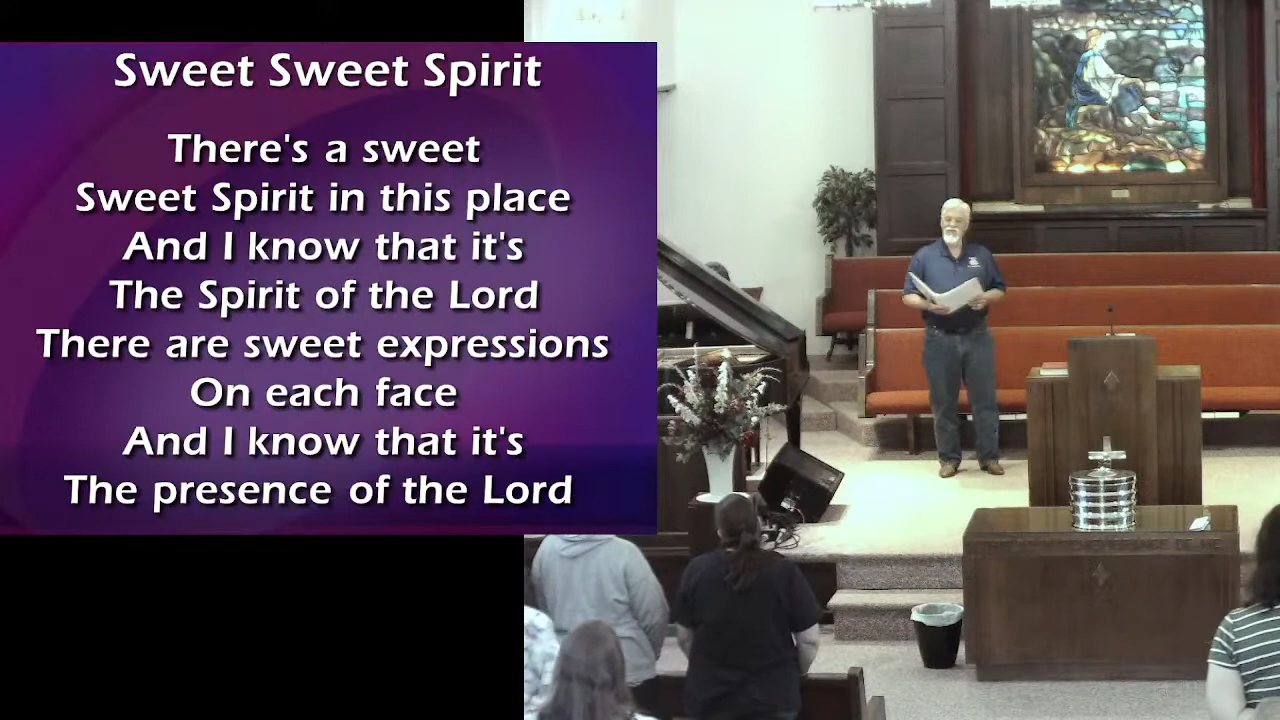 Sweet Sweet Spirit
There's a sweet
Sweet Spirit in this place
And I know that it's
The Spirit of the Lord
There are sweet expressions
On each face
And I know that it's
The presence of the Lord